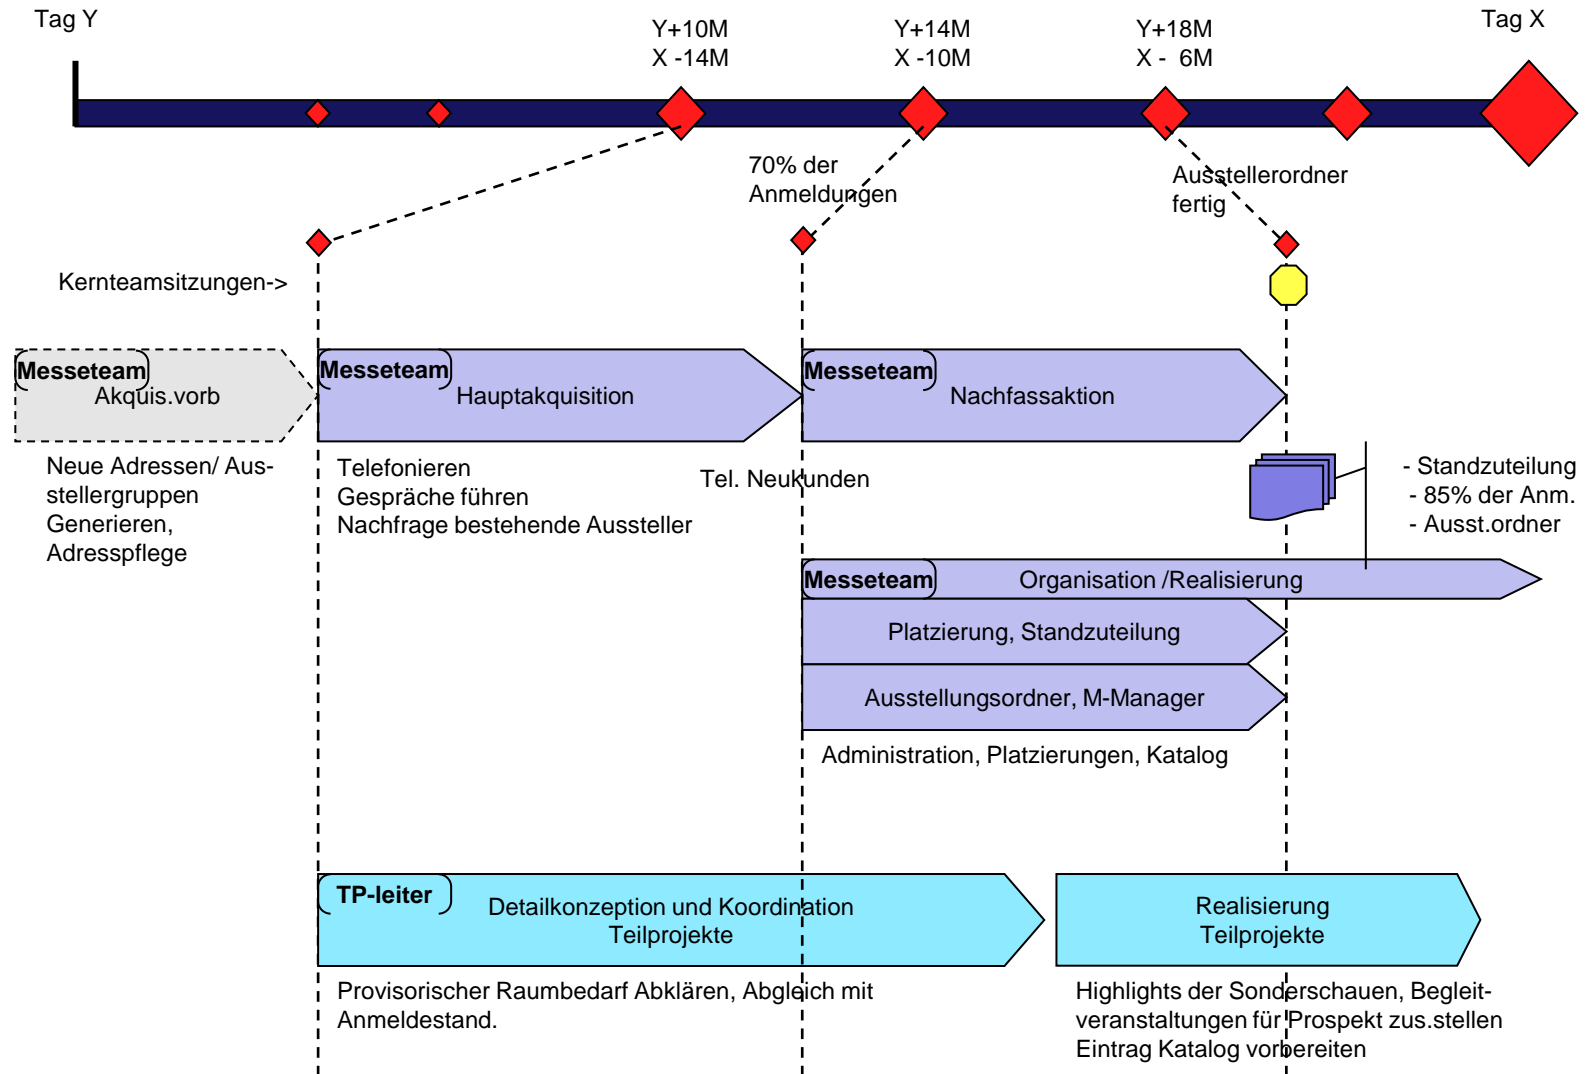 Tag Y
Y+10M
X -14M
Y+14M
X -10M
Y+18M
X -  6M
Tag X
70% der
Anmeldungen
Ausstellerordner
fertig
Kernteamsitzungen->
Messeteam
Akquis.vorb
Messeteam
Hauptakquisition
Messeteam
Nachfassaktion
Neue Adressen/ Aus-
stellergruppen
Generieren,
Adresspflege
Telefonieren
Gespräche führen
Nachfrage bestehende Aussteller
Tel. Neukunden
- Standzuteilung
- 85% der Anm.
- Ausst.ordner
Messeteam
Organisation /Realisierung
Platzierung, Standzuteilung
Ausstellungsordner, M-Manager
Administration, Platzierungen, Katalog
TP-leiter
Detailkonzeption und Koordination
Teilprojekte
Realisierung
Teilprojekte
Provisorischer Raumbedarf Abklären, Abgleich mit
Anmeldestand.
Highlights der Sonderschauen, Begleit-
veranstaltungen für Prospekt zus.stellen
Eintrag Katalog vorbereiten